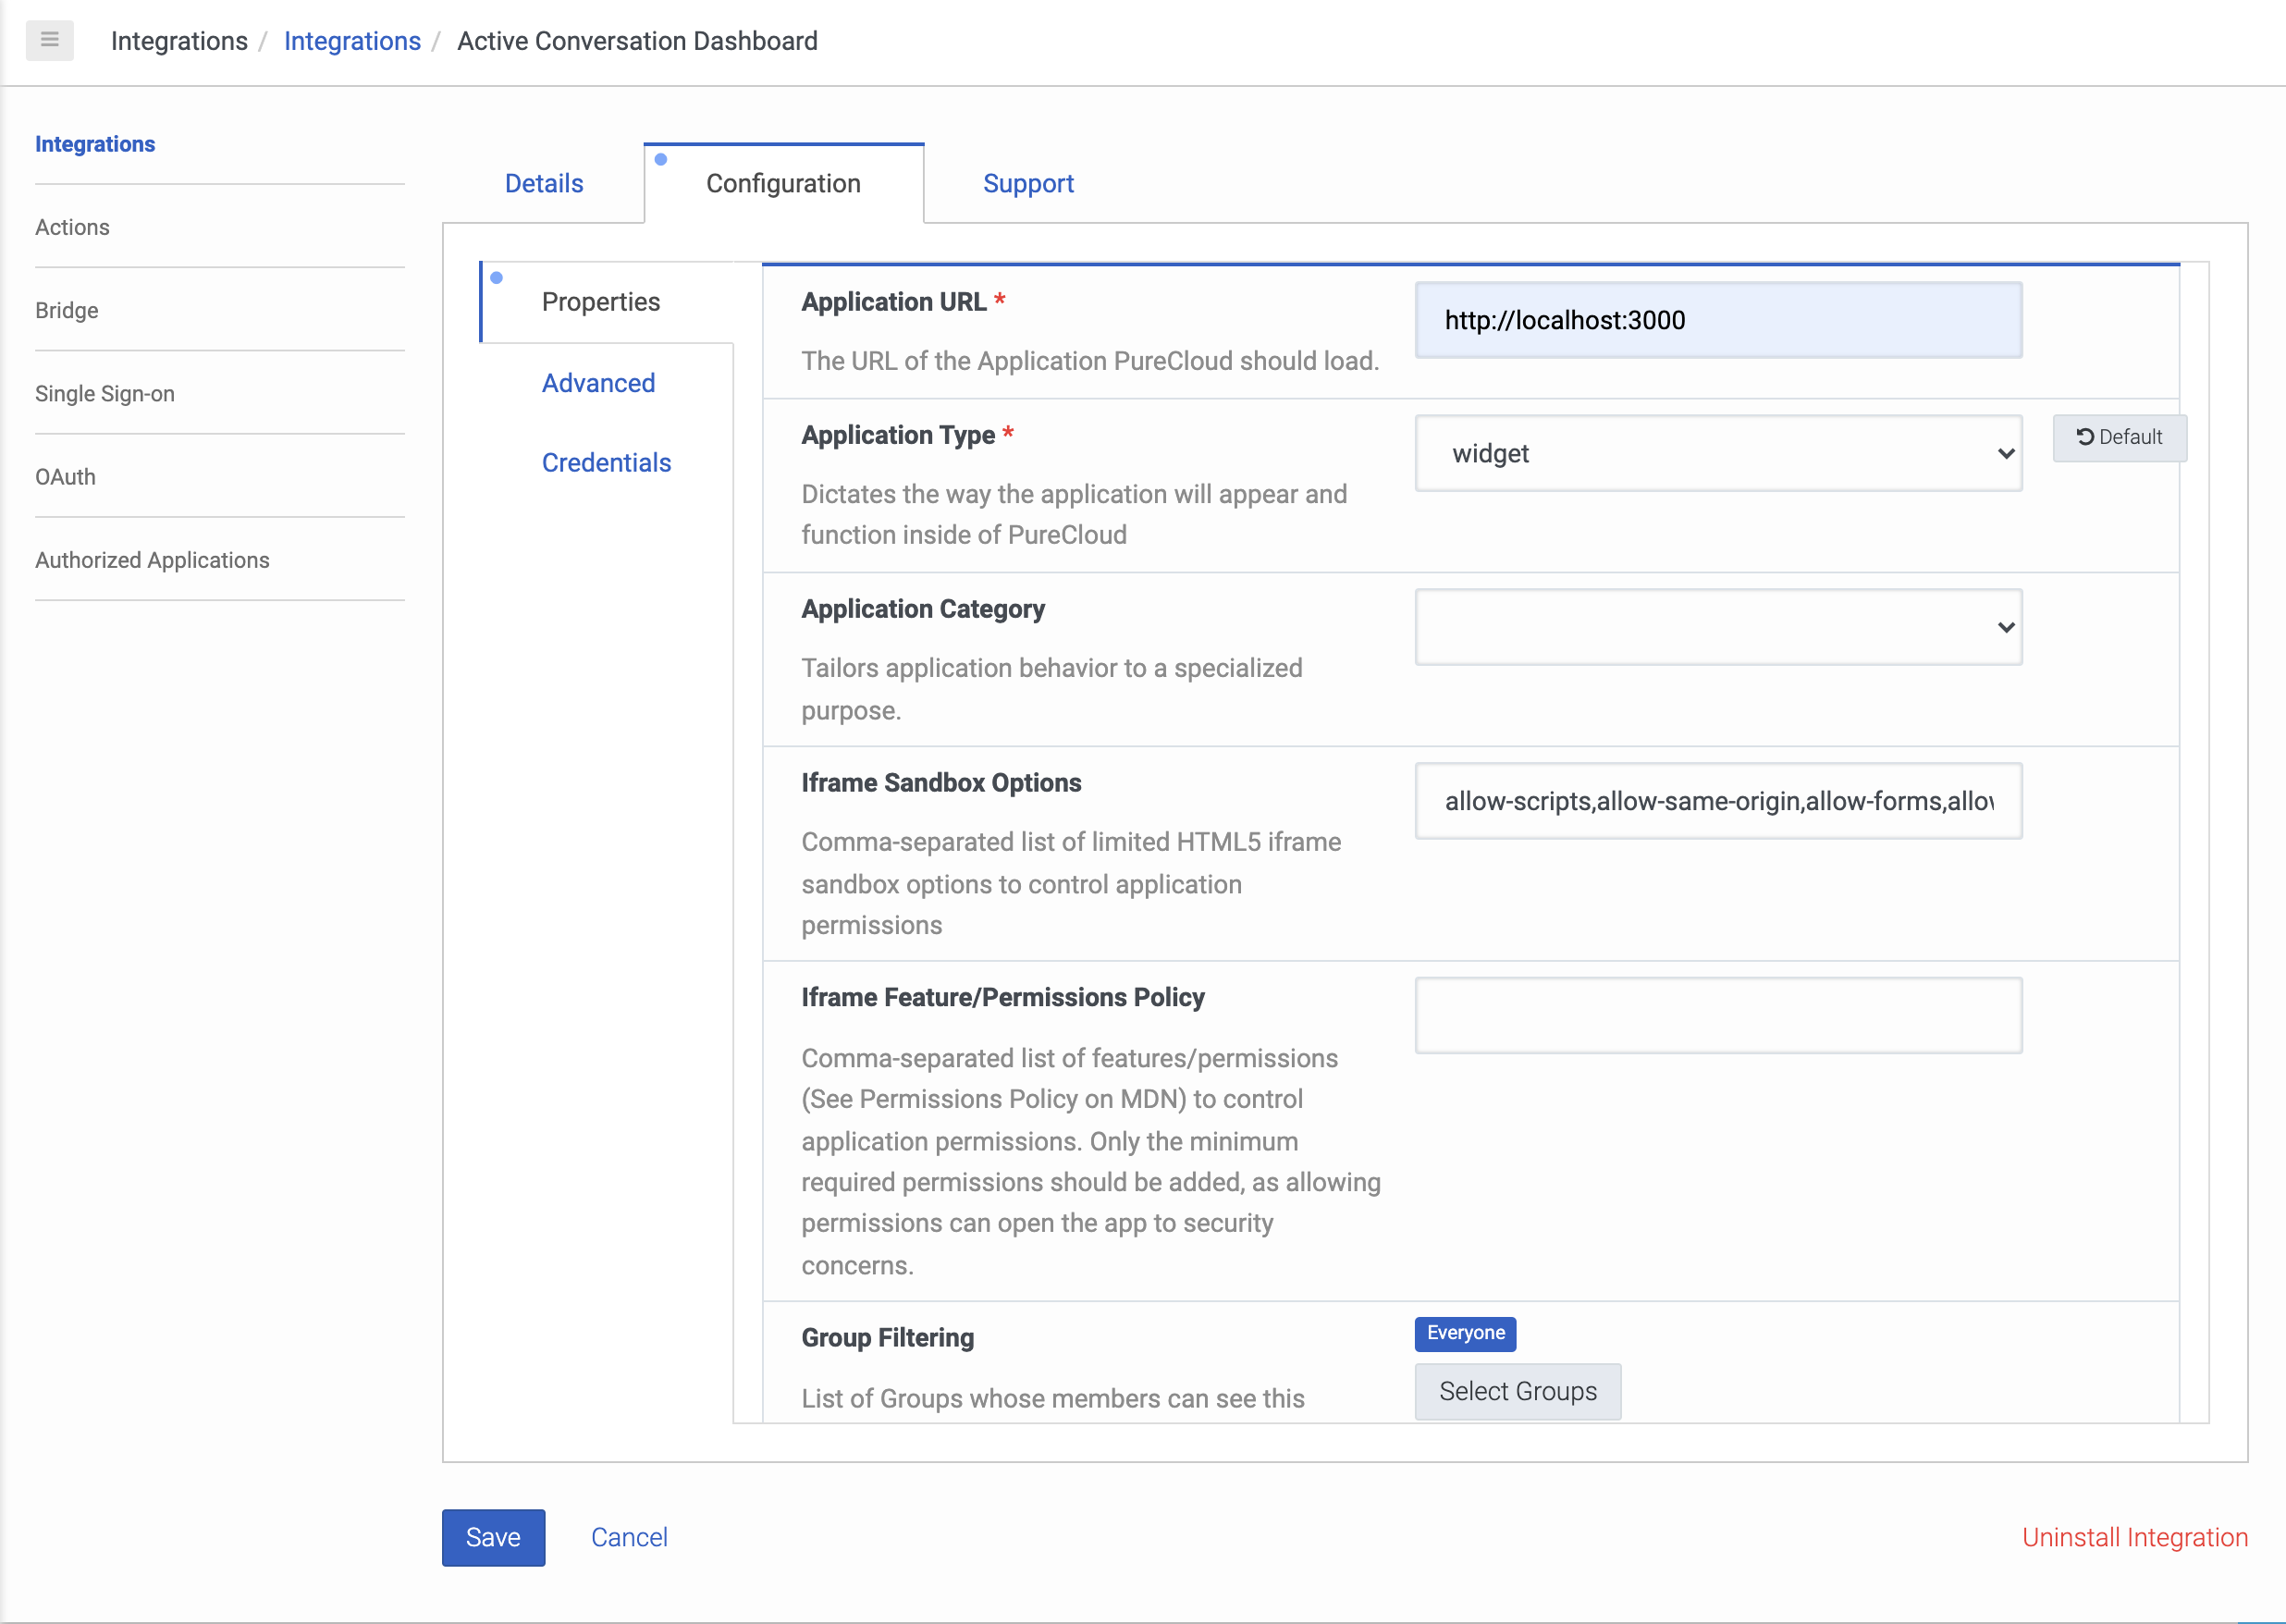 Integrations / Integrations / Active Conversation Dashboard
Integrations
Actions
Bridge
Single Sign-on
OAuth
Authorized Applications
Details
Configuration
Support
Properties
Advanced
Credentials
Application URL *
The URL of the Application PureCloud should load.
http://localhost:3000
Application Type *
Dictates the way the application will appear and
function inside of PureCloud
widget
Default
Application Category
Tailors application behavior to a specialized
purpose.
Iframe Sandbox Options
Comma-separated list of limited HTML5 iframe
sandbox options to control application
permissions
allow-scripts,allow-same-origin,allow-forms,allov
Iframe Feature/Permissions Policy
Comma-separated list of features/permissions
(See Permissions Policy on MDN) to control
application permissions. Only the minimum
required permissions should be added, as allowing
permissions can open the app to security
concerns.
Group Filtering
List of Groups whose members can see this
Everyone
Select Groups
Save
Cancel
Uninstall Integration